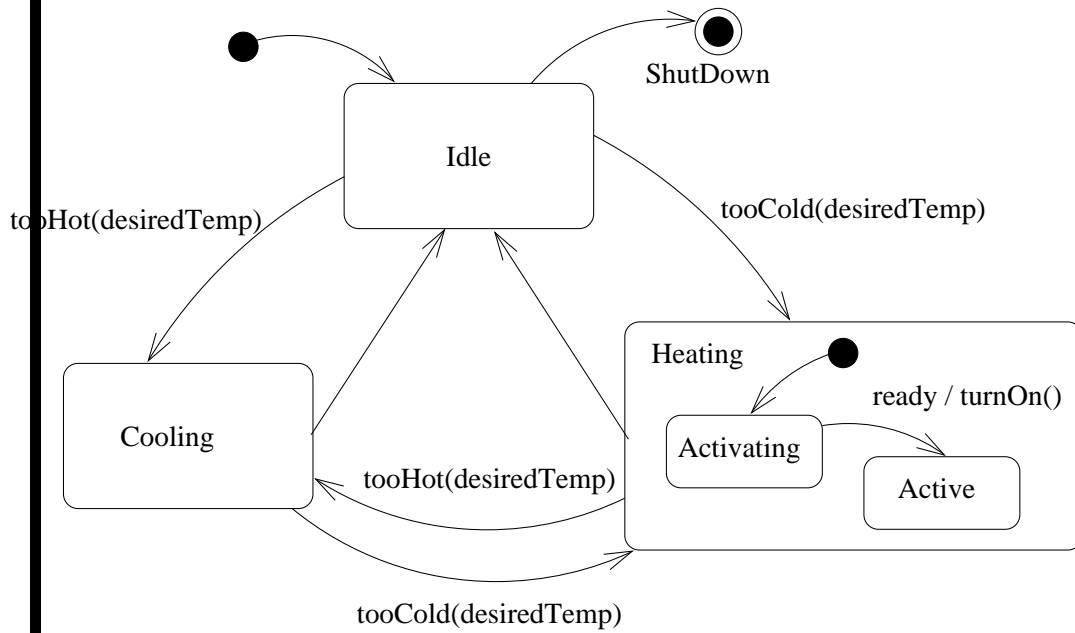 ShutDown
Idle
tooHot(desiredTemp)
tooCold(desiredTemp)
Heating
ready / turnOn()
Cooling
Activating
tooHot(desiredTemp)
Active
tooCold(desiredTemp)